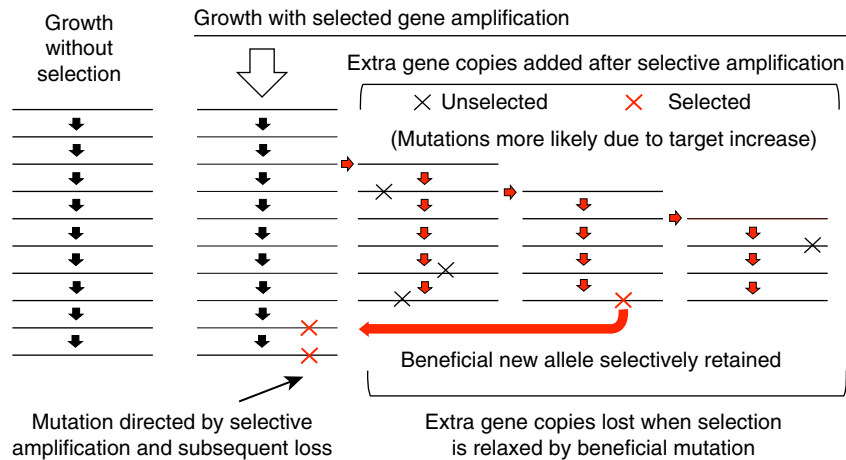 Growth
without
selection
Growth with selected gene amplification
Extra gene copies added after selective amplification
Unselected
Selected
(Mutations more likely due to target increase)
Beneficial new allele selectively retained
Mutation directed by selective
amplification and subsequent loss
Extra gene copies lost when selection
is relaxed by beneficial mutation